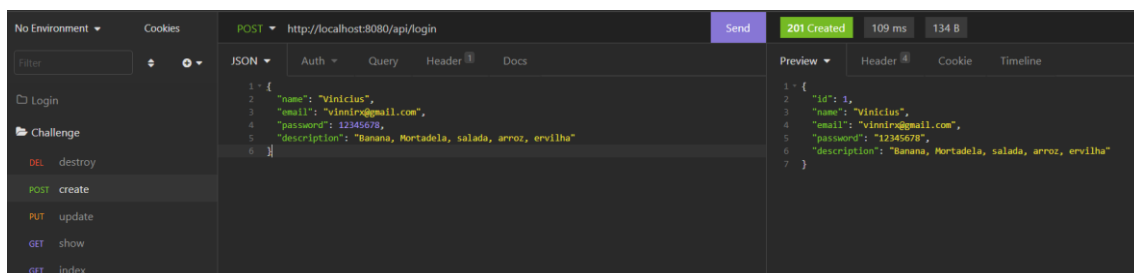 No Environment Cookies
POST http://localhost:8080/api/login Send
201 Created 109 ms 134 B
Filter
JSON Auth Query Header 1 Docs
Preview Header 4 Cookie Timeline
Login
Challenge
DEL destroy
POST create
PUT update
GET show
GET index
1 {
2 "name": "Vinicius",
3 "email": "vinnirx@gmail.com",
4 "password": 12345678,
5 "description": "Banana, Mortadela, salada, arroz, ervilha"
6 }
1 {
2 "id": 1,
3 "name": "Vinicius",
4 "email": "vinnirx@gmail.com",
5 "password": "12345678",
6 "description": "Banana, Mortadela, salada, arroz, ervilha"
7 }